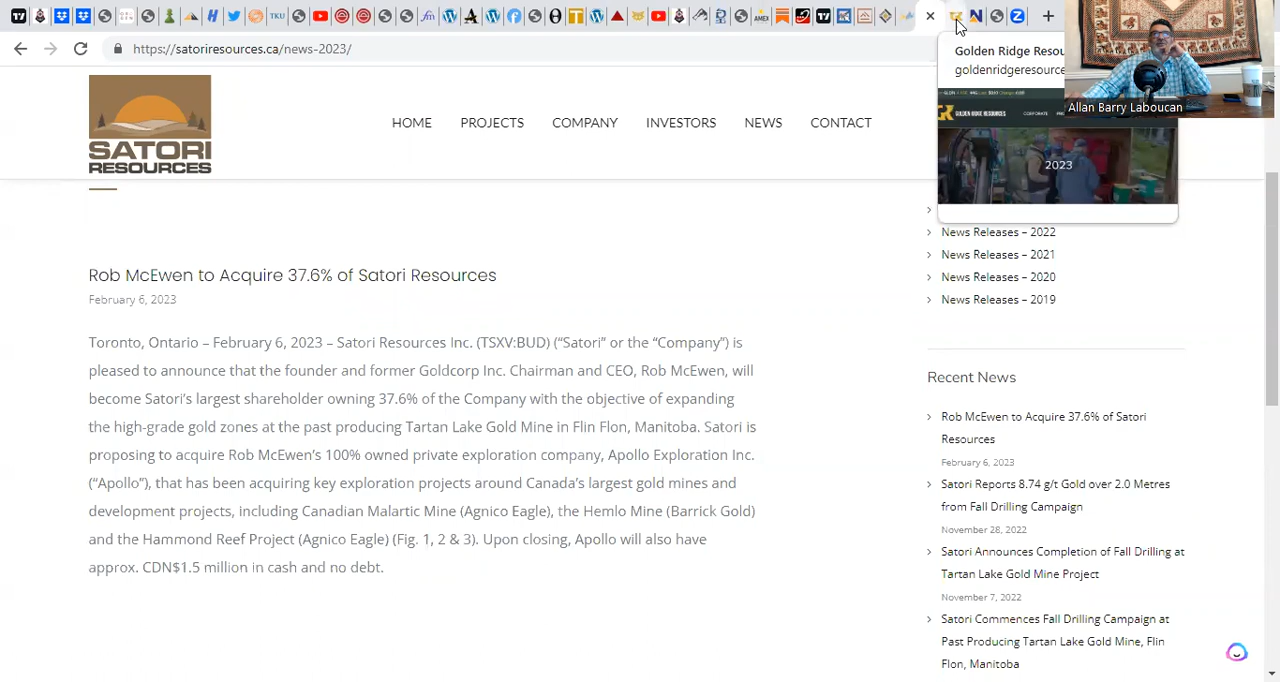 https://satoriresources.ca/news-2023/
Golden Ridge Resou
goldenridgeresource
GOLDEN RIDGE RESOURCES
CORPORATE
2023
Allan Barry Laboucan
SATORI
RESOURCES
HOME
PROJECTS
COMPANY
INVESTORS
NEWS
CONTACT
Rob McEwen to Acquire 37.6% of Satori Resources
February 6, 2023
Toronto, Ontario – February 6, 2023 – Satori Resources Inc. (TSXV:BUD) (“Satori” or the “Company”) is
pleased to announce that the founder and former Goldcorp Inc. Chairman and CEO, Rob McEwen, will
become Satori’s largest shareholder owning 37.6% of the Company with the objective of expanding
the high-grade gold zones at the past producing Tartan Lake Gold Mine in Flin Flon, Manitoba. Satori is
proposing to acquire Rob McEwen’s 100% owned private exploration company, Apollo Exploration Inc.
(“Apollo”), that has been acquiring key exploration projects around Canada’s largest gold mines and
development projects, including Canadian Malartic Mine (Agnico Eagle), the Hemlo Mine (Barrick Gold)
and the Hammond Reef Project (Agnico Eagle) (Fig. 1, 2 & 3). Upon closing, Apollo will also have
approx. CDN$1.5 million in cash and no debt.
News Releases – 2022
News Releases – 2021
News Releases – 2020
News Releases – 2019
Recent News
Rob McEwen to Acquire 37.6% of Satori
Resources
February 6, 2023
Satori Reports 8.74 g/t Gold over 2.0 Metres
from Fall Drilling Campaign
November 28, 2022
Satori Announces Completion of Fall Drilling at
Tartan Lake Gold Mine Project
November 7, 2022
Satori Commences Fall Drilling Campaign at
Past Producing Tartan Lake Gold Mine, Flin
Flon, Manitoba